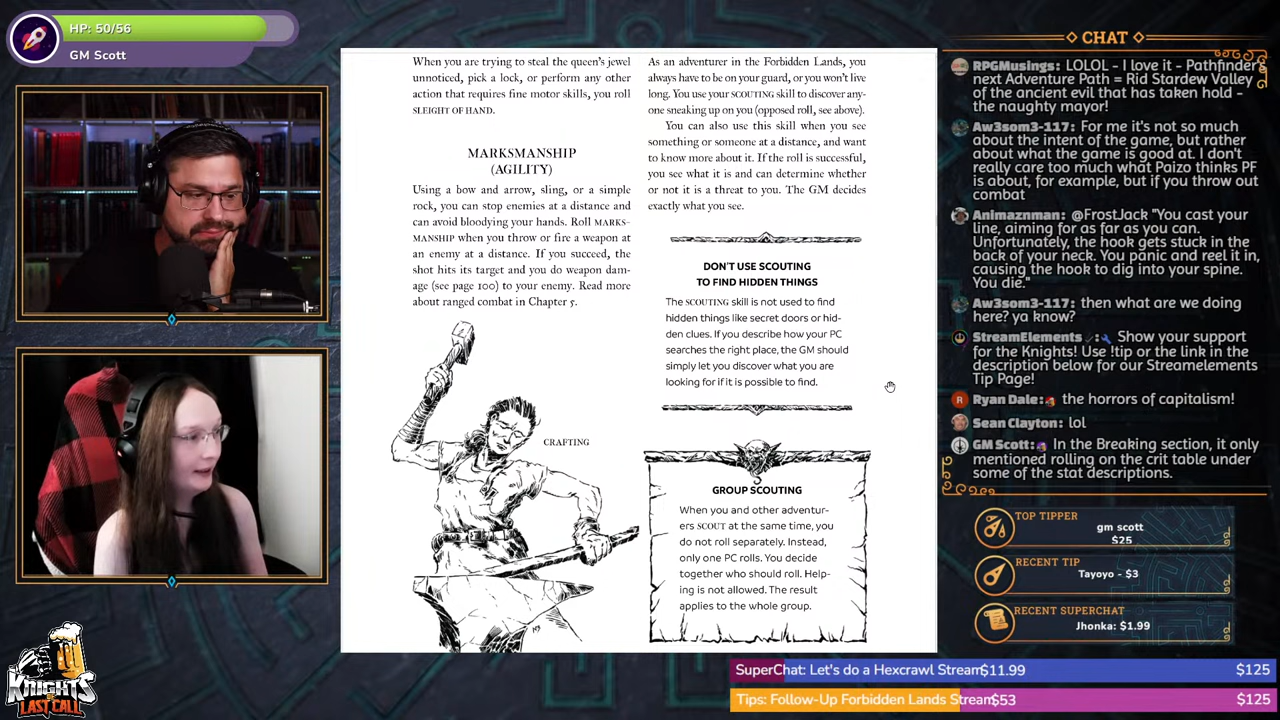 HP: 50/56
GM Scott
When you are trying to steal the queen's jewel
unnoticed, pick a lock, or perform any other
action that requires fine motor skills, you roll
SLEIGHT OF HAND.
MARKSMANSHIP
(AGILITY)
Using a bow and arrow, sling, or a simple
rock, you can stop enemies at a distance and
can avoid bloodying your hands. Roll MARKS-
MANSHIP when you throw or fire a weapon at
an enemy at a distance. If you succeed, the
shot hits its target and you do weapon dam-
age (see page 100) to your enemy. Read more
about ranged combat in Chapter 5.
CRAFTING
As an adventurer in the Forbidden Lands, you
always have to be on your guard, or you won't live
long. You use your SCOUTING skill to discover any-
one sneaking up on you (opposed roll, see above).
You can also use this skill when you see
something or someone at a distance, and want
to know more about it. If the roll is successful,
you see what it is and can determine whether
or not it is a threat to you. The GM decides
exactly what you see.
DON'T USE SCOUTING
TO FIND HIDDEN THINGS
The SCOUTING skill is not used to find
hidden things like secret doors or hid-
den clues. If you describe how your PC
searches the right place, the GM should
simply let you discover what you are
looking for if it is possible to find.
GROUP SCOUTING
When you and other adventur-
ers SCOUT at the same time, you
do not roll separately. Instead,
only one PC rolls. You decide
together who should roll. Help-
ing is not allowed. The result
applies to the whole group.
CHAT
RPGMusings: LOLOL - I love it - Pathfinder's
next Adventure Path = Rid Stardew Valley
of the ancient evil that has taken hold -
the naughty mayor!
Aw3som3-117: For me it's not so much
about the intent of the game, but rather
about what the game is good at. I don't
really care too much what Paizo thinks PF
is about, for example, but if you throw out
combat
Animaznman: @FrostJack "You cast your
line, aiming for as far as you can.
Unfortunately, the hook gets stuck in the
back of your neck. You panic and reel it in,
causing the hook to dig into your spine.
You die."
Aw3som3-117: then what are we doing
here? ya know?
StreamElements: Show your support
for the Knights! Use !tip or the link in the
description below for our Streamelements
Tip Page!
Ryan Dale: the horrors of capitalism!
Sean Clayton: lol
GM Scott: In the Breaking section, it only
mentioned rolling on the crit table under
some of the stat descriptions.
TOP TIPPER
gm scott
$25
RECENT TIP
Tayoyo - $3
RECENT SUPERCHAT
Jhonka: $1.99
SuperChat: Let's do a Hexcrawl Stream $11.99 $125
Tips: Follow-Up Forbidden Lands Stream $53 $125
KNIGHTS
LAST CALL